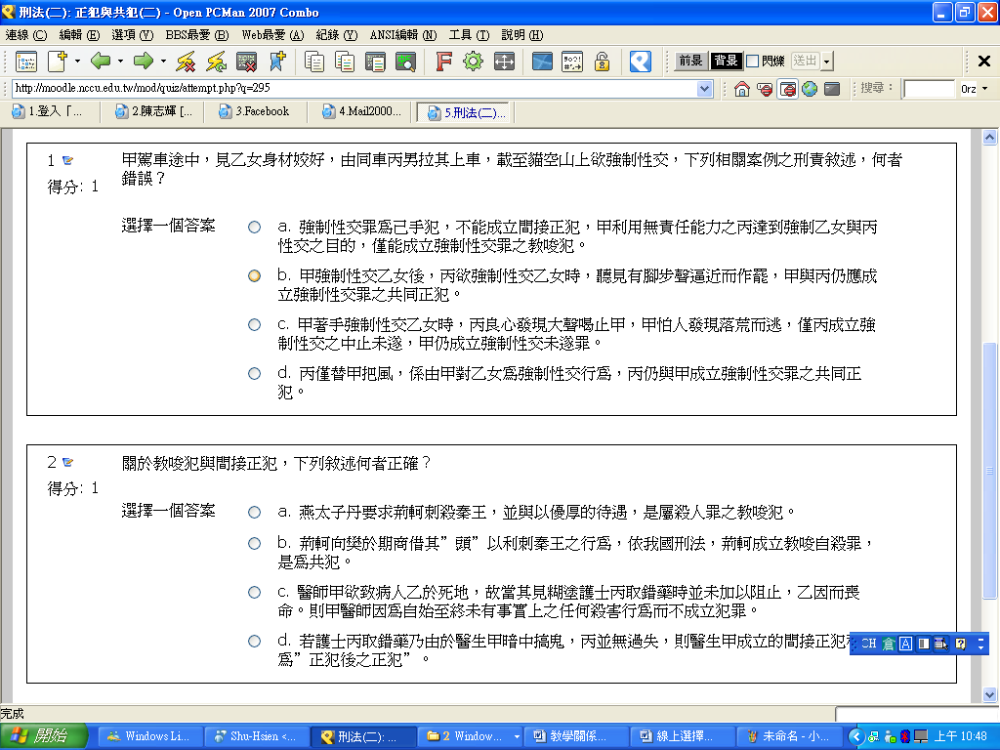 刑法(二): 正犯與共犯(二) - Open PCMan 2007 Combo
連線 (C) 編輯 (E) 選項 (Y) BBS最愛 (B) Web最愛 (A) 紀錄 (Y) ANSI編輯 (N) 工具 (T) 說明 (H)
前景 背景 閃爍 送出
http://moodle.nccu.edu.tw/mod/quiz/attempt.php?q=295
搜尋：
Orz
1.登入「...
2.陳志輝 [...
3.Facebook
4.Mail2000...
5.刑法(二)...
1
甲駕車途中，見乙女身材姣好，由同車丙男拉其上車，載至貓空山上欲強制性交，下列相關案例之刑責敘述，何者
錯誤？
得分: 1
選擇一個答案
a. 強制性交罪為己手犯，不能成立間接正犯，甲利用無責任能力之丙達到強制乙女與丙
性交之目的，僅能成立強制性交罪之教唆犯。
b. 甲強制性交乙女後，丙欲強制性交乙女時，聽見有腳步聲逼近而作罷，甲與丙仍應成
立強制性交罪之共同正犯。
c. 甲著手強制性交乙女時，丙良心發現大聲喝止甲，甲怕人發現落荒而逃，僅丙成立強
制性交之中止未遂，甲仍成立強制性交未遂罪。
d. 丙僅替甲把風，係由甲對乙女為強制性交行為，丙仍與甲成立強制性交罪之共同正
犯。
2
關於教唆犯與間接正犯，下列敘述何者正確？
得分: 1
選擇一個答案
a. 燕太子丹要求荊軻刺殺秦王，並與以優厚的待遇，是屬殺人罪之教唆犯。
b. 荊軻向樊於期商借其”頭”以利刺秦王之行為，依我國刑法，荊軻成立教唆自殺罪，
是為共犯。
c. 醫師甲欲致病人乙於死地，故當其見糊塗護士丙取錯藥時並未加以阻止，乙因而喪
命。則甲醫師因為自始至終未有事實上之任何殺害行為而不成立犯罪。
d. 若護士丙取錯藥乃由於醫生甲暗中搞鬼，丙並無過失，則醫生甲成立的間接正犯
為”正犯後之正犯”。
CH 倉 A
完成
開始
Windows Li...
Shu-Hsien <...
刑法(二):...
2 Window...
教學關係...
線上選擇...
未命名 - 小...
上午 10:48